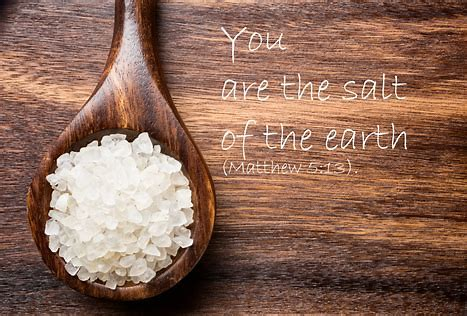 You
are the salt
of the earth
(Matthew 5:13).